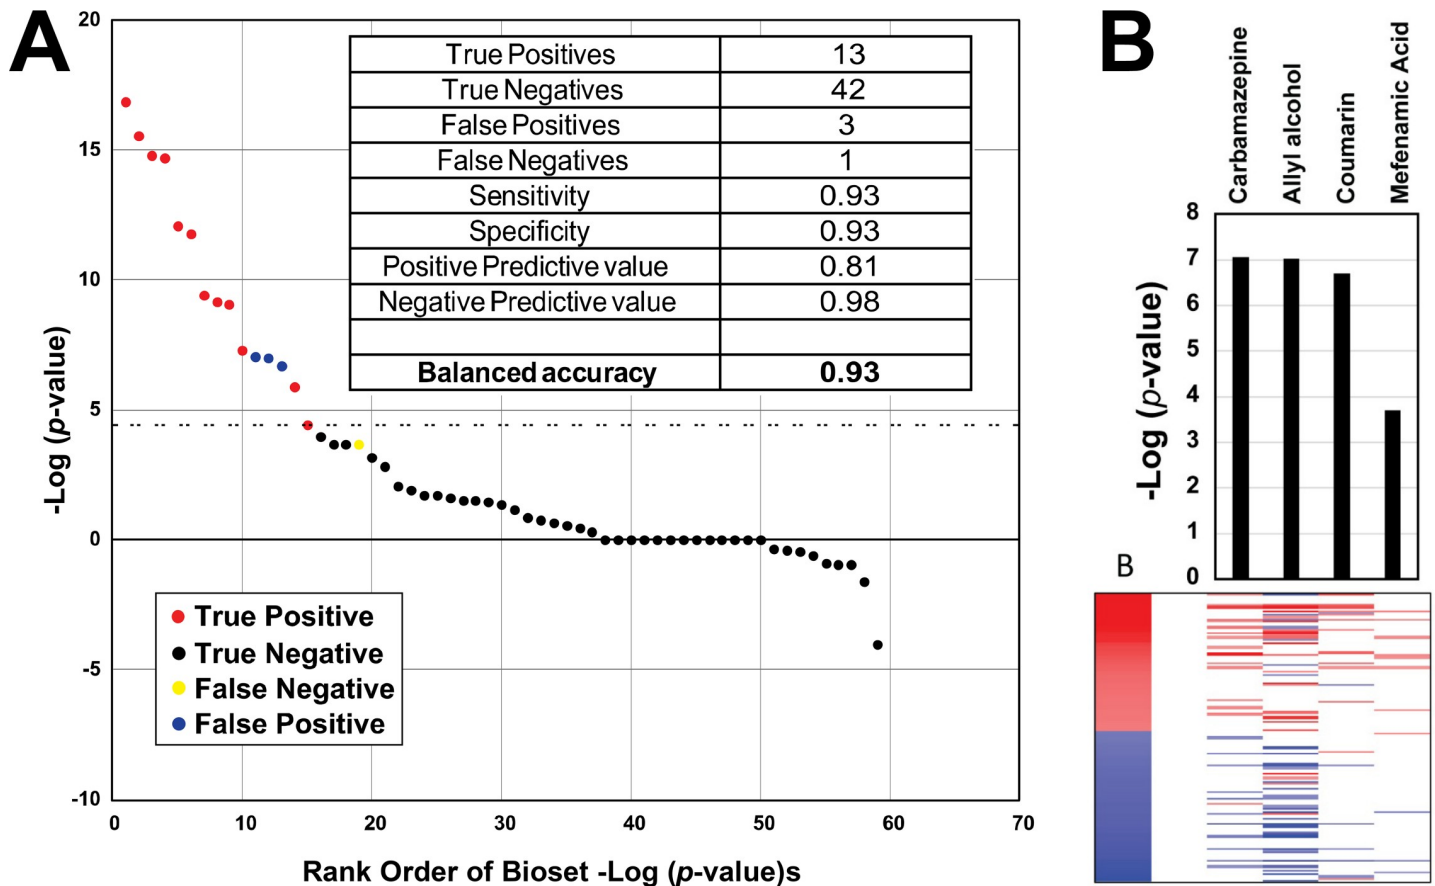 A
20
15
10
5
0
-5
-10
-Log (p-value)
True Positives 13
True Negatives 42
False Positives 3
False Negatives 1
Sensitivity 0.93
Specificity 0.93
Positive Predictive value 0.81
Negative Predictive value 0.98
Balanced accuracy 0.93
True Positive
True Negative
False Negative
False Positive
0 10 20 30 40 50 60 70
Rank Order of Bioset -Log (p-value)s
B
Carbamazepine
Allyl alcohol
Coumarin
Mefenamic Acid
8
7
6
5
4
3
2
1
0
-Log (p-value)
B